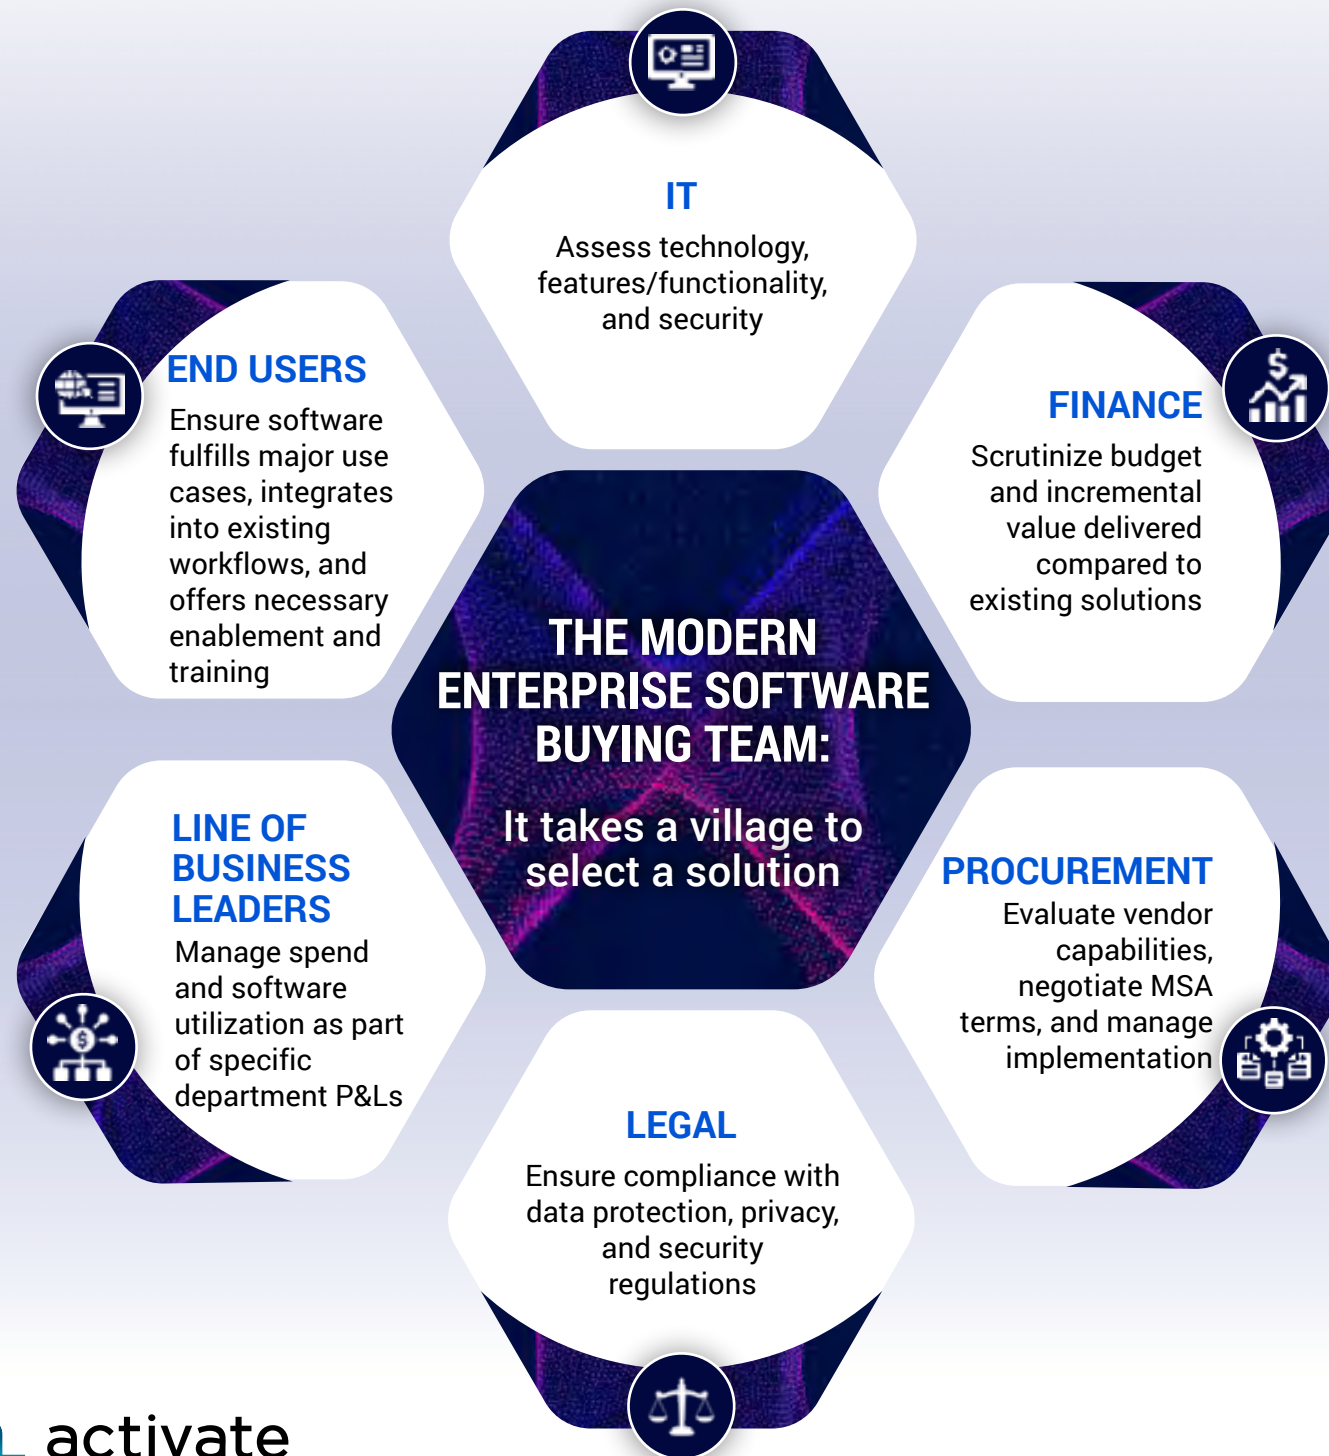 IT
Assess technology,
features/functionality,
and security
END USERS
Ensure software
fulfills major use
cases, integrates
into existing
workflows, and
offers necessary
enablement and
training
FINANCE
Scrutinize budget
and incremental
value delivered
compared to
existing solutions
THE MODERN
ENTERPRISE SOFTWARE
BUYING TEAM:
It takes a village to
select a solution
LINE OF
BUSINESS
LEADERS
Manage spend
and software
utilization as part
of specific
department P&Ls
PROCUREMENT
Evaluate vendor
capabilities,
negotiate MSA
terms, and manage
implementation
LEGAL
Ensure compliance with
data protection, privacy,
and security
regulations
activate